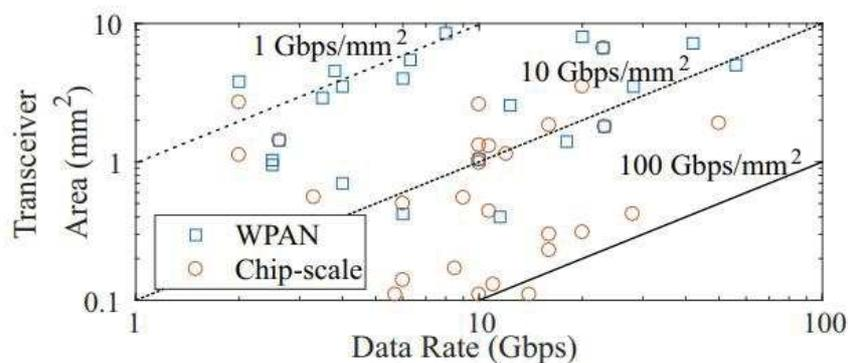 10
1 Gbps/mm²
10 Gbps/mm²
Transceiver
Area (mm²)
1
100 Gbps/mm²
WPAN
Chip-scale
0.1
1
10
100
Data Rate (Gbps)